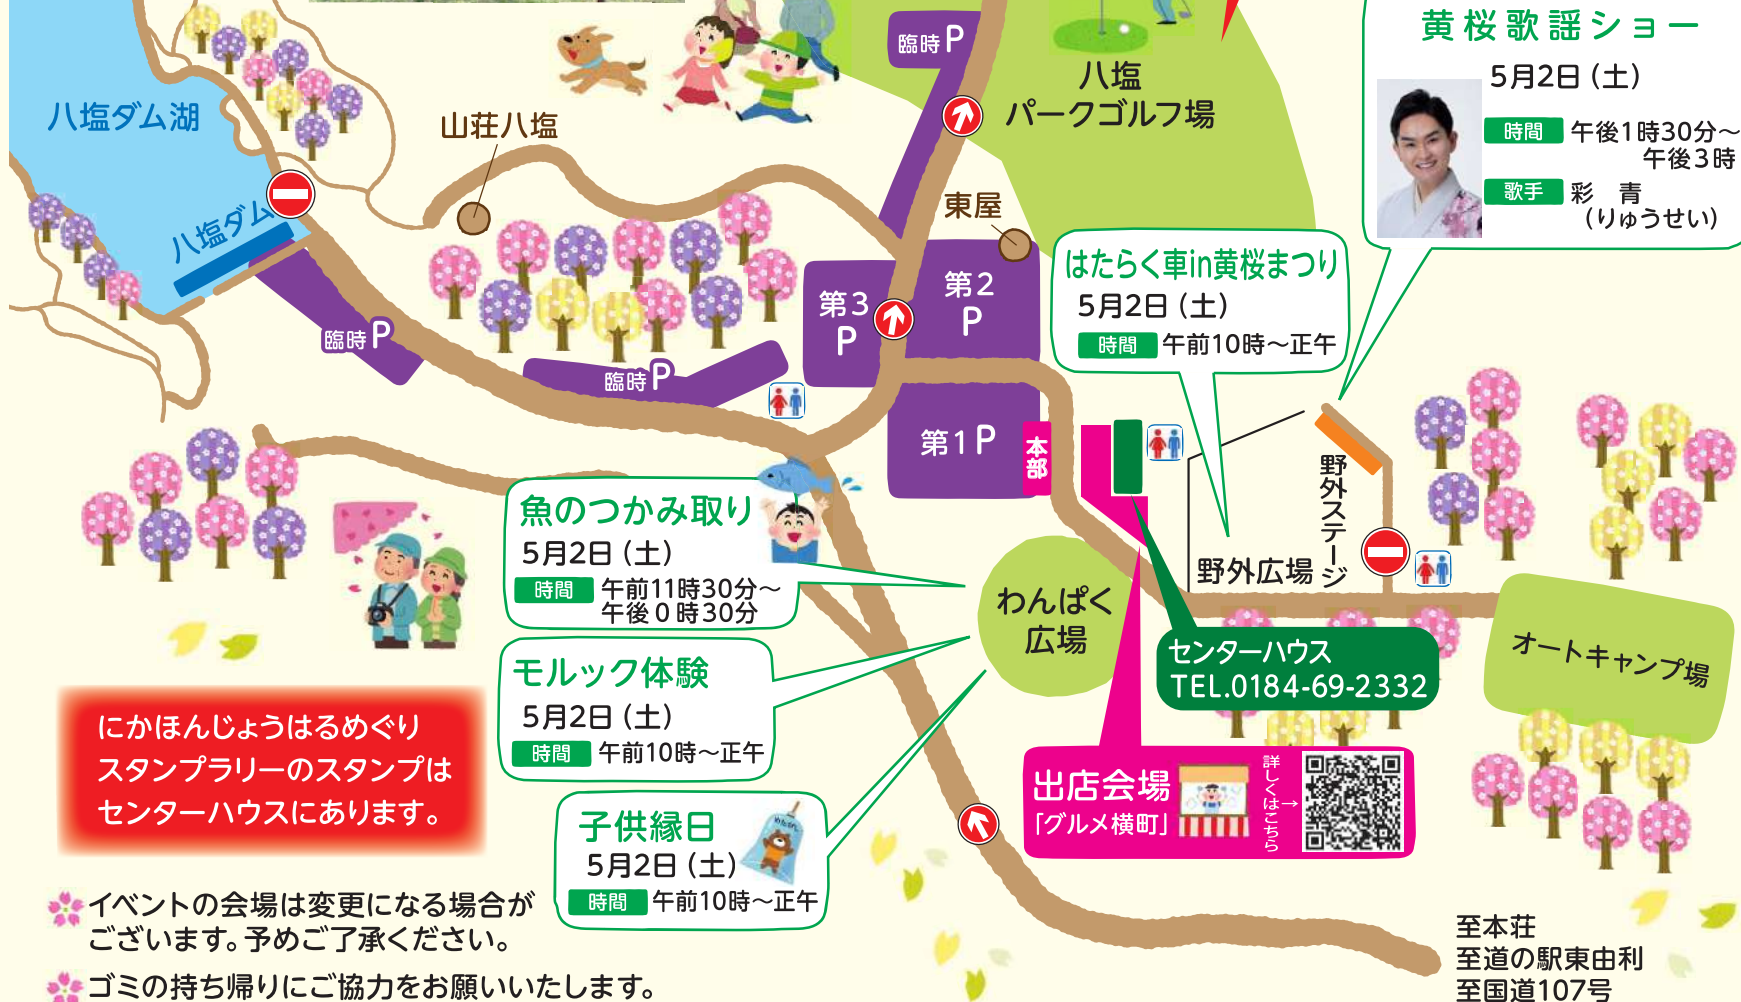 黄桜歌謡ショー
5月2日（土）
時間 午後1時30分～
午後3時
歌手 彩　青
（りゅうせい）
臨時P
八塩
パークゴルフ場
八塩ダム湖
山荘八塩
八塩ダム
東屋
はたらく車in黄桜まつり
5月2日（土）
時間 午前10時～正午
第3
P
第2
P
臨時P
臨時P
第1P
本部
野外ステージ
野外広場
魚のつかみ取り
5月2日（土）
時間 午前11時30分～
午後0時30分
わんぱく
広場
モルック体験
5月2日（土）
時間 午前10時～正午
センターハウス
TEL.0184-69-2332
オートキャンプ場
にかほんじょうはるめぐり
スタンプラリーのスタンプは
センターハウスにあります。
出店会場
「グルメ横町」
詳しくはこちら→
子供縁日
5月2日（土）
時間 午前10時～正午
イベントの会場は変更になる場合が
ございます。予めご了承ください。
ゴミの持ち帰りにご協力をお願いいたします。
至本荘
至道の駅東由利
至国道107号